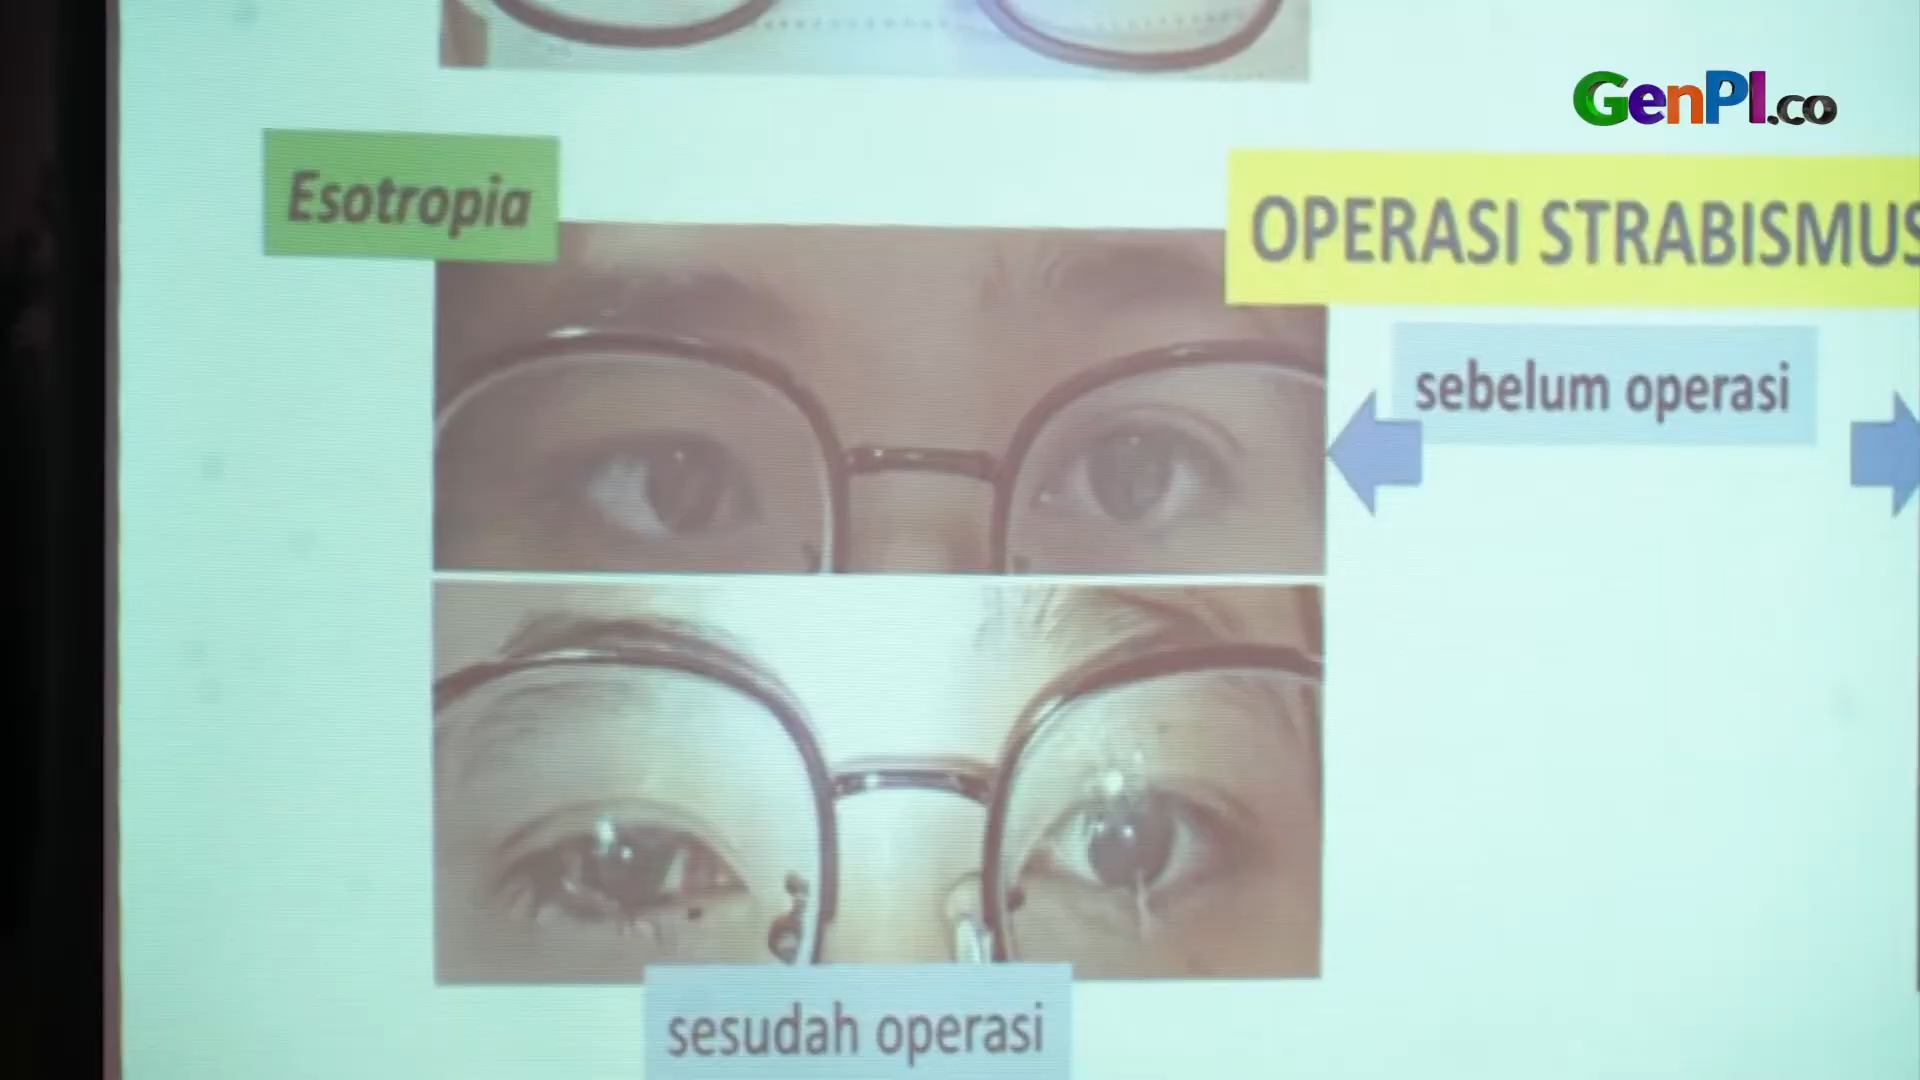 GenPI.co
Esotropia
OPERASI STRABISMUS
sebelum operasi
sesudah operasi